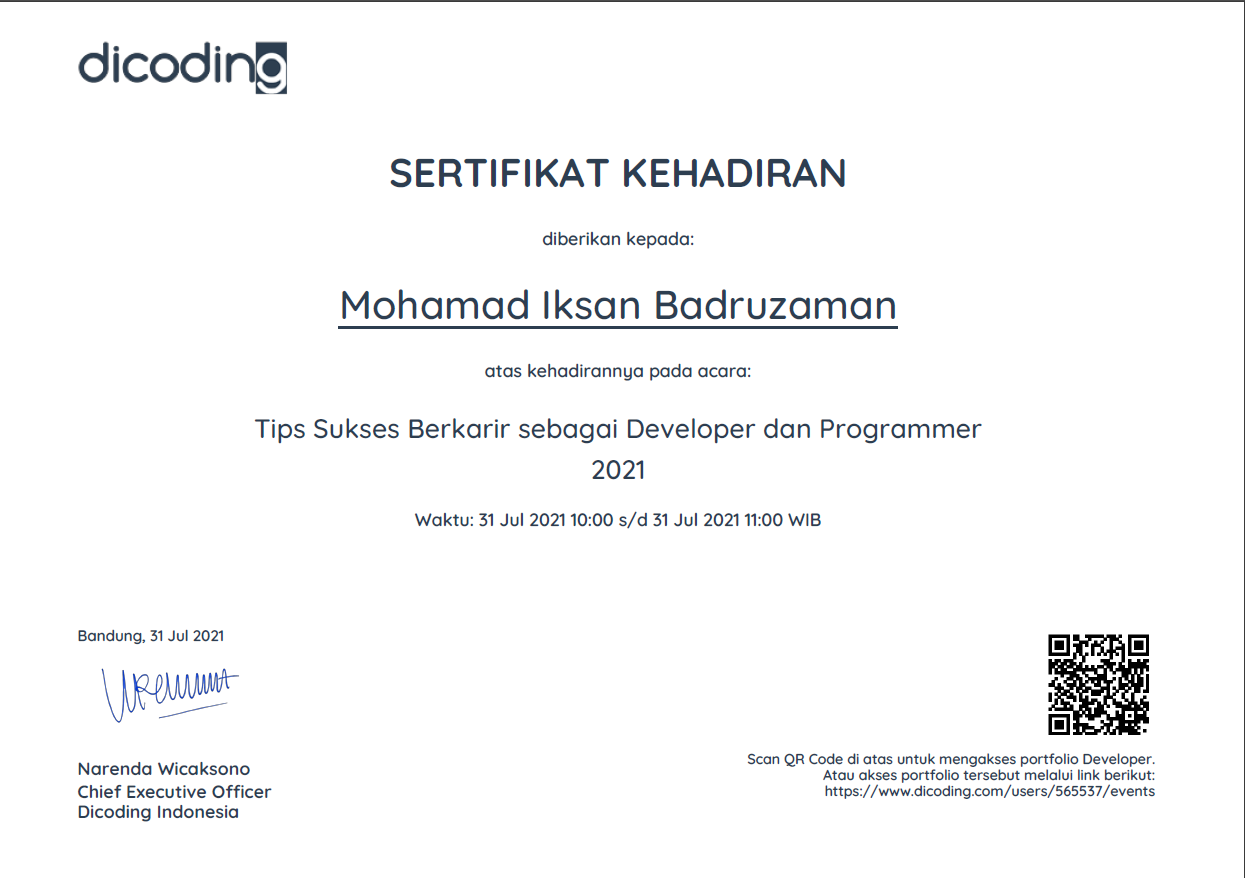 dicoding
SERTIFIKAT KEHADIRAN
diberikan kepada:
Mohamad Iksan Badruzaman
atas kehadirannya pada acara:
Tips Sukses Berkarir sebagai Developer dan Programmer
2021
Waktu: 31 Jul 2021 10:00 s/d 31 Jul 2021 11:00 WIB
Bandung, 31 Jul 2021
Narenda Wicaksono
Chief Executive Officer
Dicoding Indonesia
Scan QR Code di atas untuk mengakses portfolio Developer.
Atau akses portfolio tersebut melalui link berikut:
https://www.dicoding.com/users/565537/events